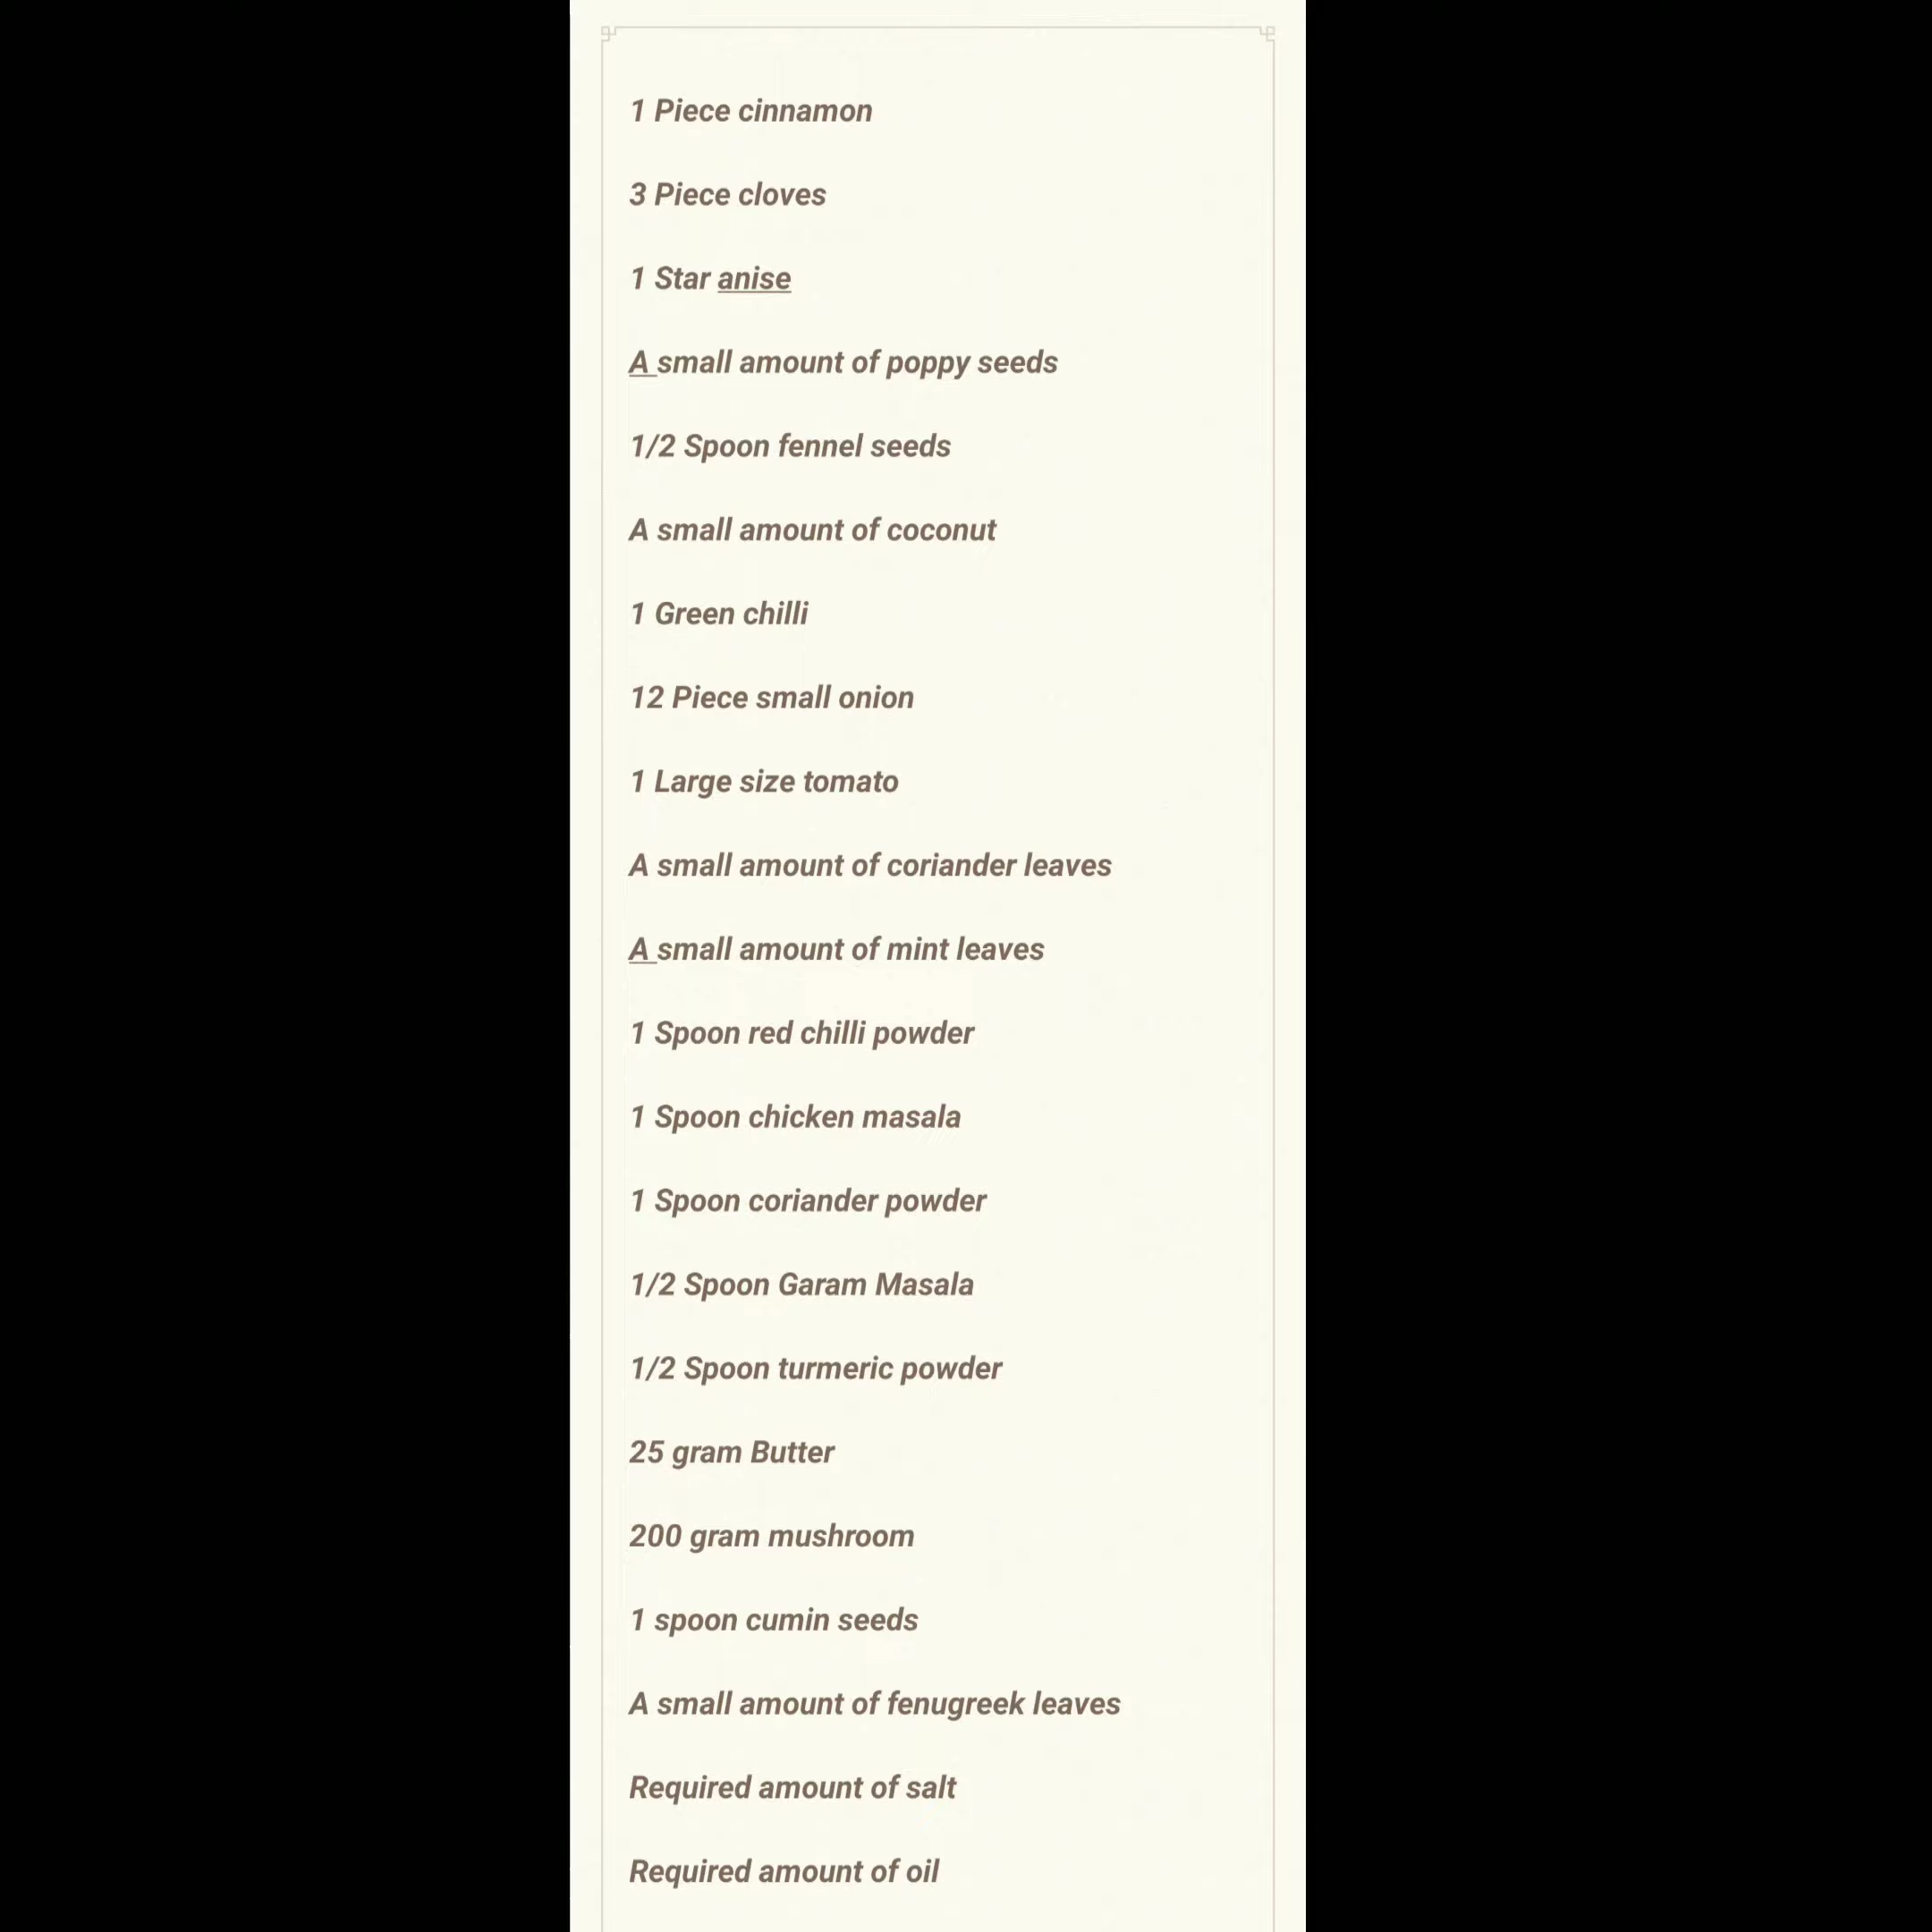 1 Piece cinnamon
3 Piece cloves
1 Star anise
A small amount of poppy seeds
1/2 Spoon fennel seeds
A small amount of coconut
1 Green chilli
12 Piece small onion
1 Large size tomato
A small amount of coriander leaves
A small amount of mint leaves
1 Spoon red chilli powder
1 Spoon chicken masala
1 Spoon coriander powder
1/2 Spoon Garam Masala
1/2 Spoon turmeric powder
25 gram Butter
200 gram mushroom
1 spoon cumin seeds
A small amount of fenugreek leaves
Required amount of salt
Required amount of oil